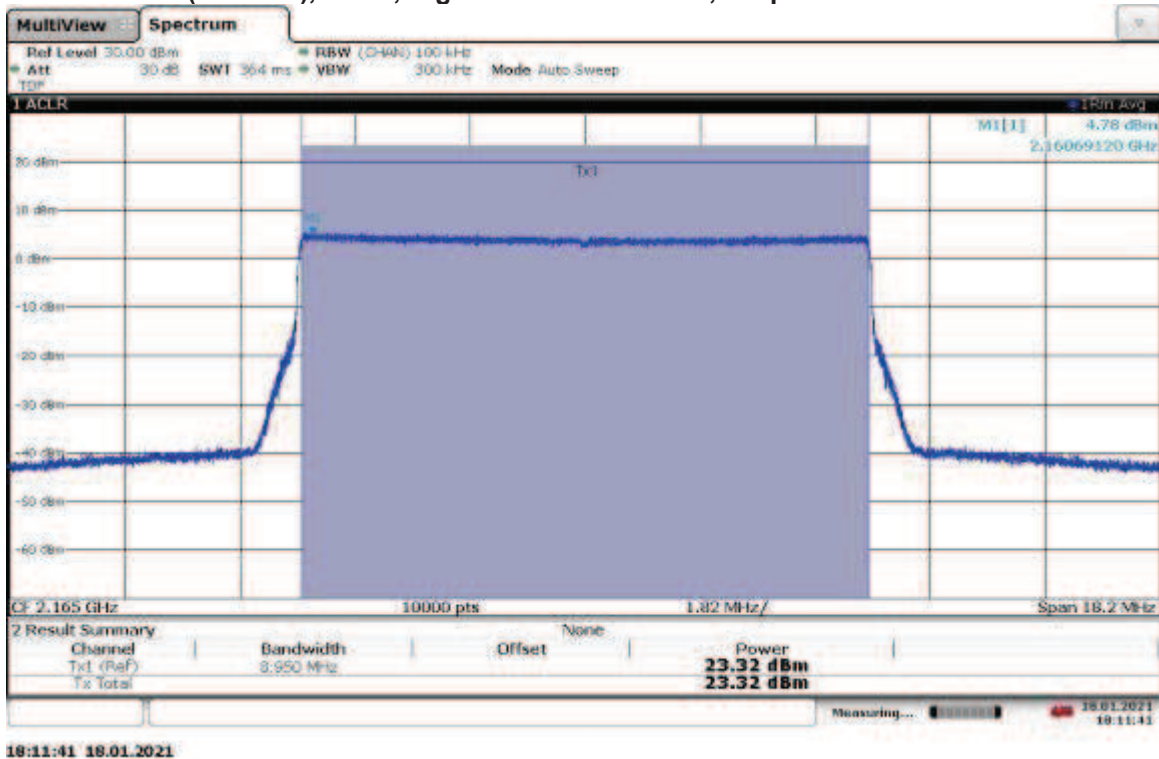 MultiView Spectrum
Ref Level 30.00 dBm RBW (CHAN) 100 kHz
Att 30 dB SWT 364 ms VBW 300 kHz Mode Auto Sweep
TDF
1 ACLR 1Rm Avg
M1[1] 4.78 dBm
2.16069120 GHz
20 dBm
Tx1
10 dBm
M1
0 dBm
-10 dBm
-20 dBm
-30 dBm
-40 dBm
-50 dBm
-60 dBm
CF 2.165 GHz 10000 pts 1.82 MHz/ Span 18.2 MHz
2 Result Summary None
Channel Bandwidth Offset Power
Tx1 (Ref) 8.950 MHz 23.32 dBm
Tx Total 23.32 dBm
Measuring... 18.01.2021
18:11:41
18:11:41 18.01.2021